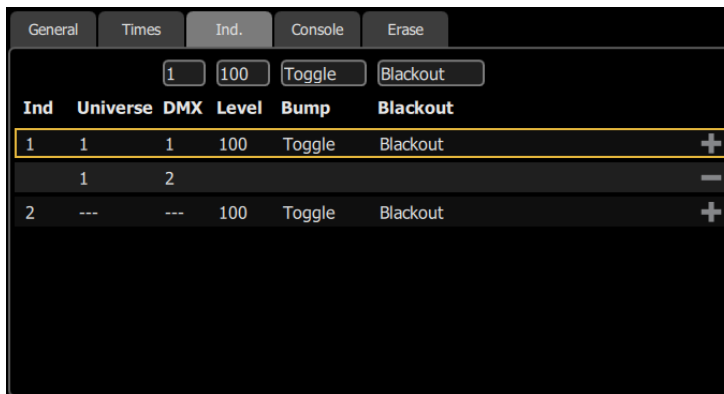 General Times Ind. Console Erase
1 100 Toggle Blackout
Ind Universe DMX Level Bump Blackout
1 1 1 100 Toggle Blackout +
1 2 −
2 --- --- 100 Toggle Blackout +